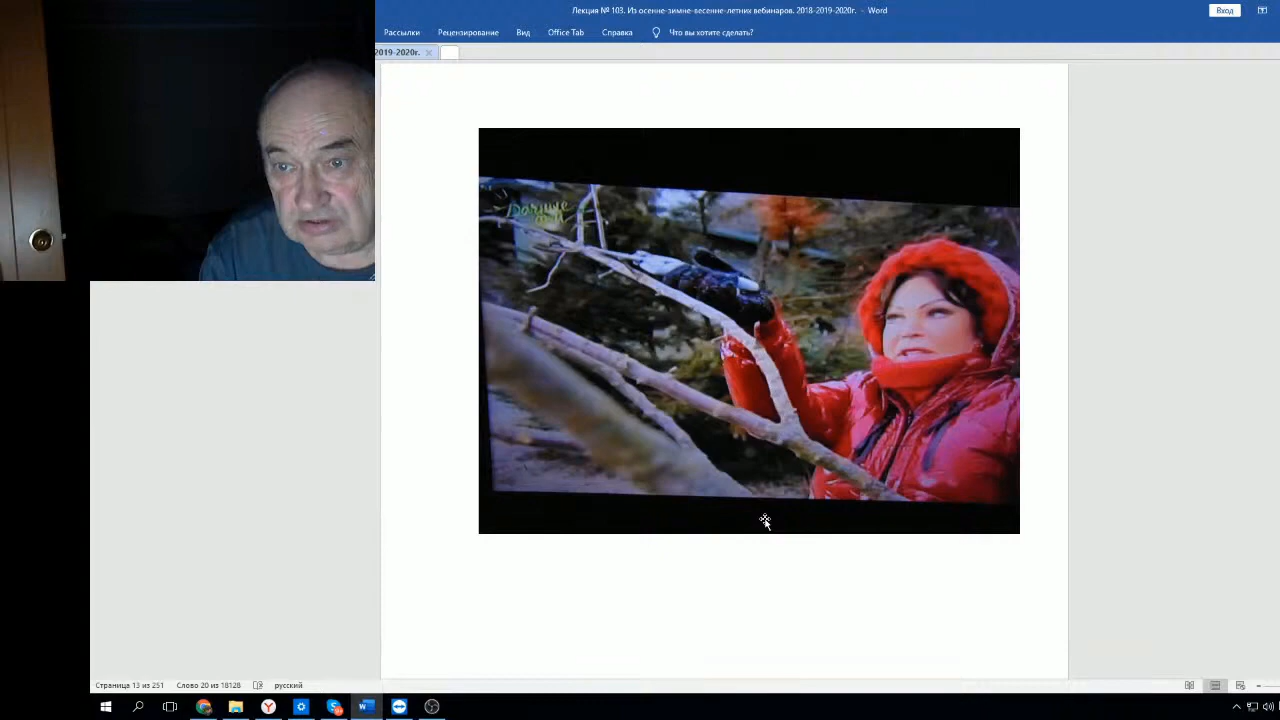 Лекция № 103. Из осенне-зимне-весенне-летних вебинаров. 2018-2019-2020г. - Word
Вход
Рассылки Рецензирование Вид Office Tab Справка Что вы хотите сделать?
2019-2020г.
Страница 13 из 251 Слово 20 из 18128 русский